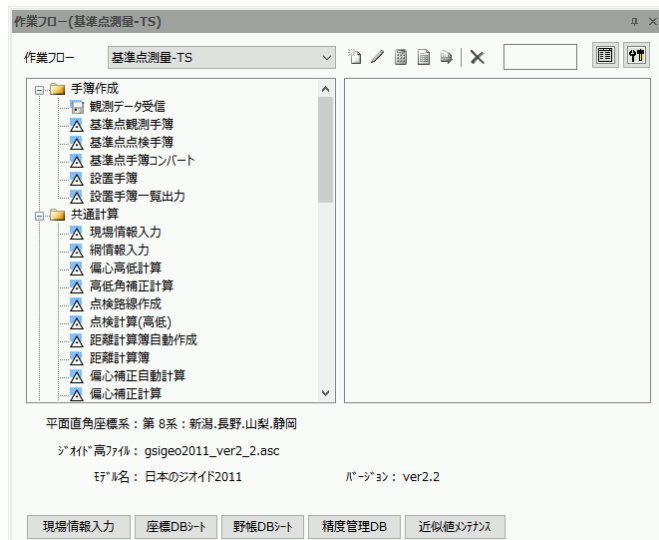 作業フロー(基準点測量-TS)
作業フロー 基準点測量-TS
手簿作成
観測データ受信
基準点観測手簿
基準点点検手簿
基準点手簿コンバート
設置手簿
設置手簿一覧出力
共通計算
現場情報入力
網情報入力
偏心高低計算
高低角補正計算
点検路線作成
点検計算(高低)
距離計算簿自動作成
距離計算簿
偏心補正自動計算
偏心補正計算
平面直角座標系：第 8系：新潟.長野.山梨.静岡
ｼﾞｵｲﾄﾞ高ﾌｧｲﾙ：gsigeo2011_ver2_2.asc
ﾓﾃﾞﾙ名：日本のジオイド2011 ﾊﾞｰｼﾞｮﾝ：ver2.2
現場情報入力 座標DBｼｰﾄ 野帳DBｼｰﾄ 精度管理DB 近似値ﾒﾝﾃﾅﾝｽ